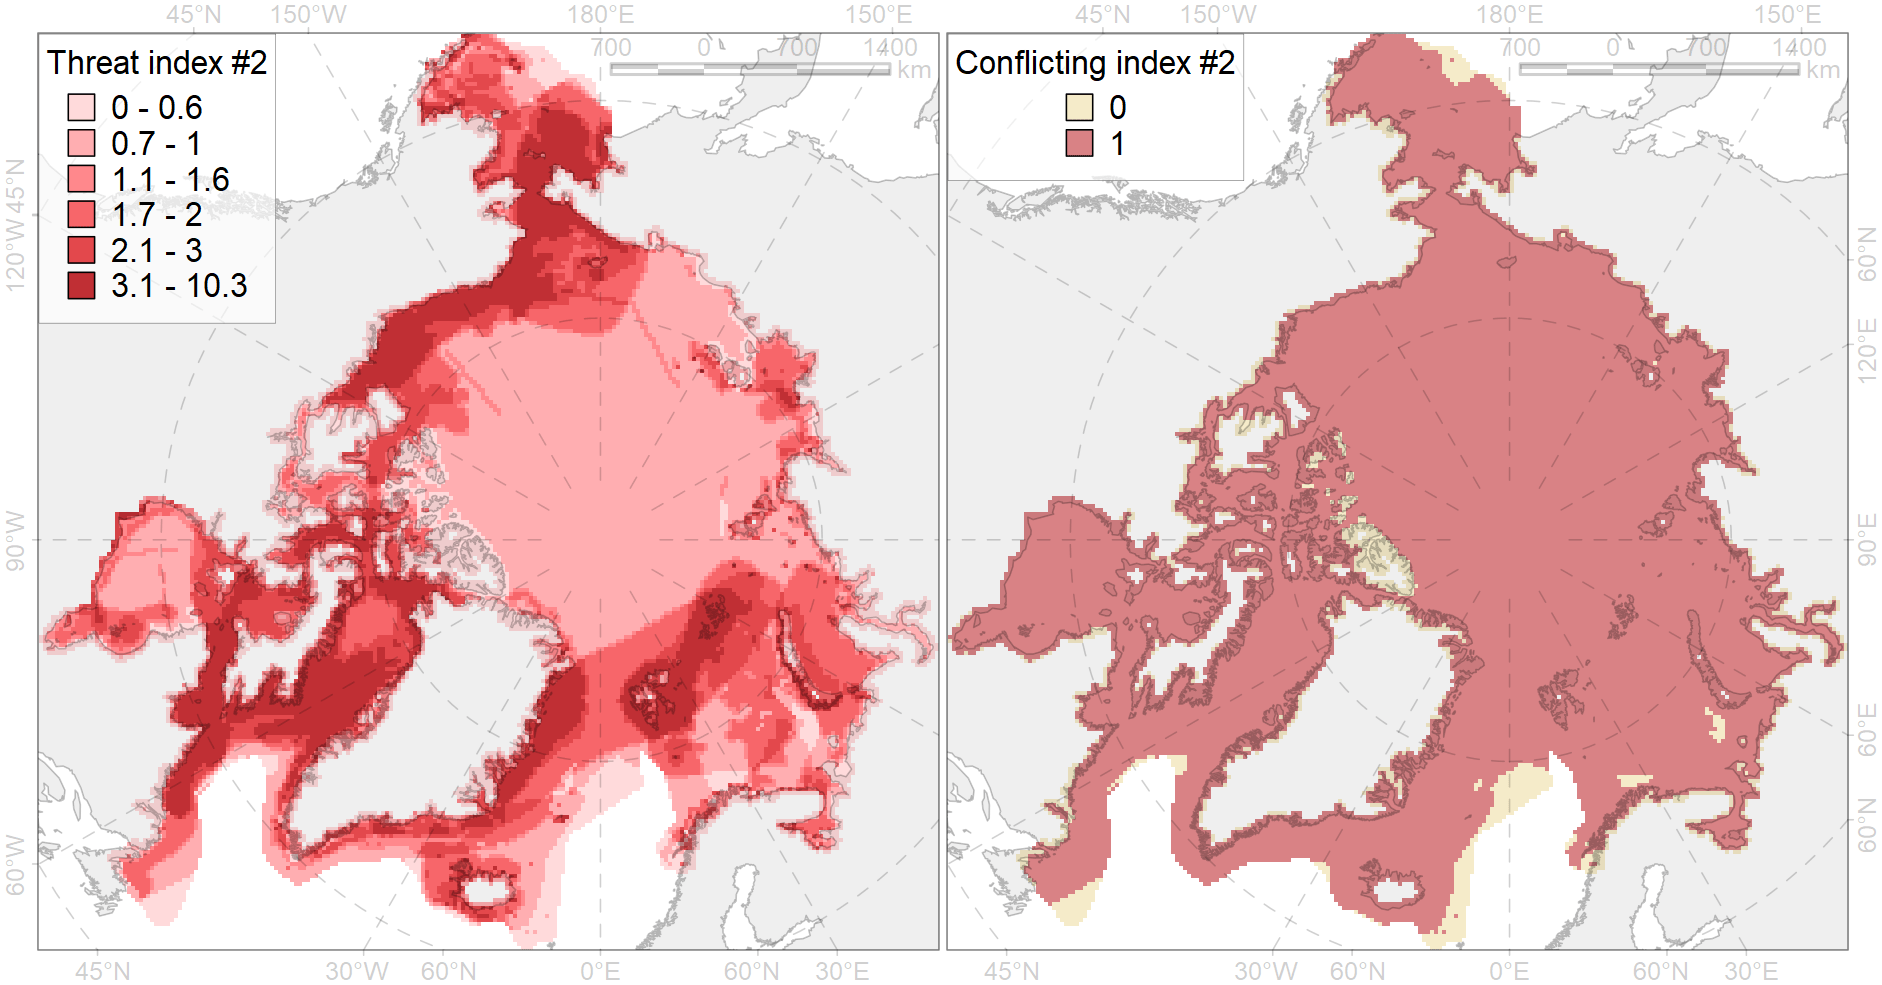 45°N 150°W 180°E 150°E 45°N 150°W 180°E 150°E
Threat index #2
0 - 0.6
0.7 - 1
1.1 - 1.6
1.7 - 2
2.1 - 3
3.1 - 10.3
700 0 700 1400
km
Conflicting index #2
0
1
700 0 700 1400
km
45°N
120°W
90°W
60°W
60°N
120°E
90°E
60°E
60°N
45°N 30°W 60°N 0°E 60°N 30°E 45°N 30°W 60°N 0°E 60°N 30°E